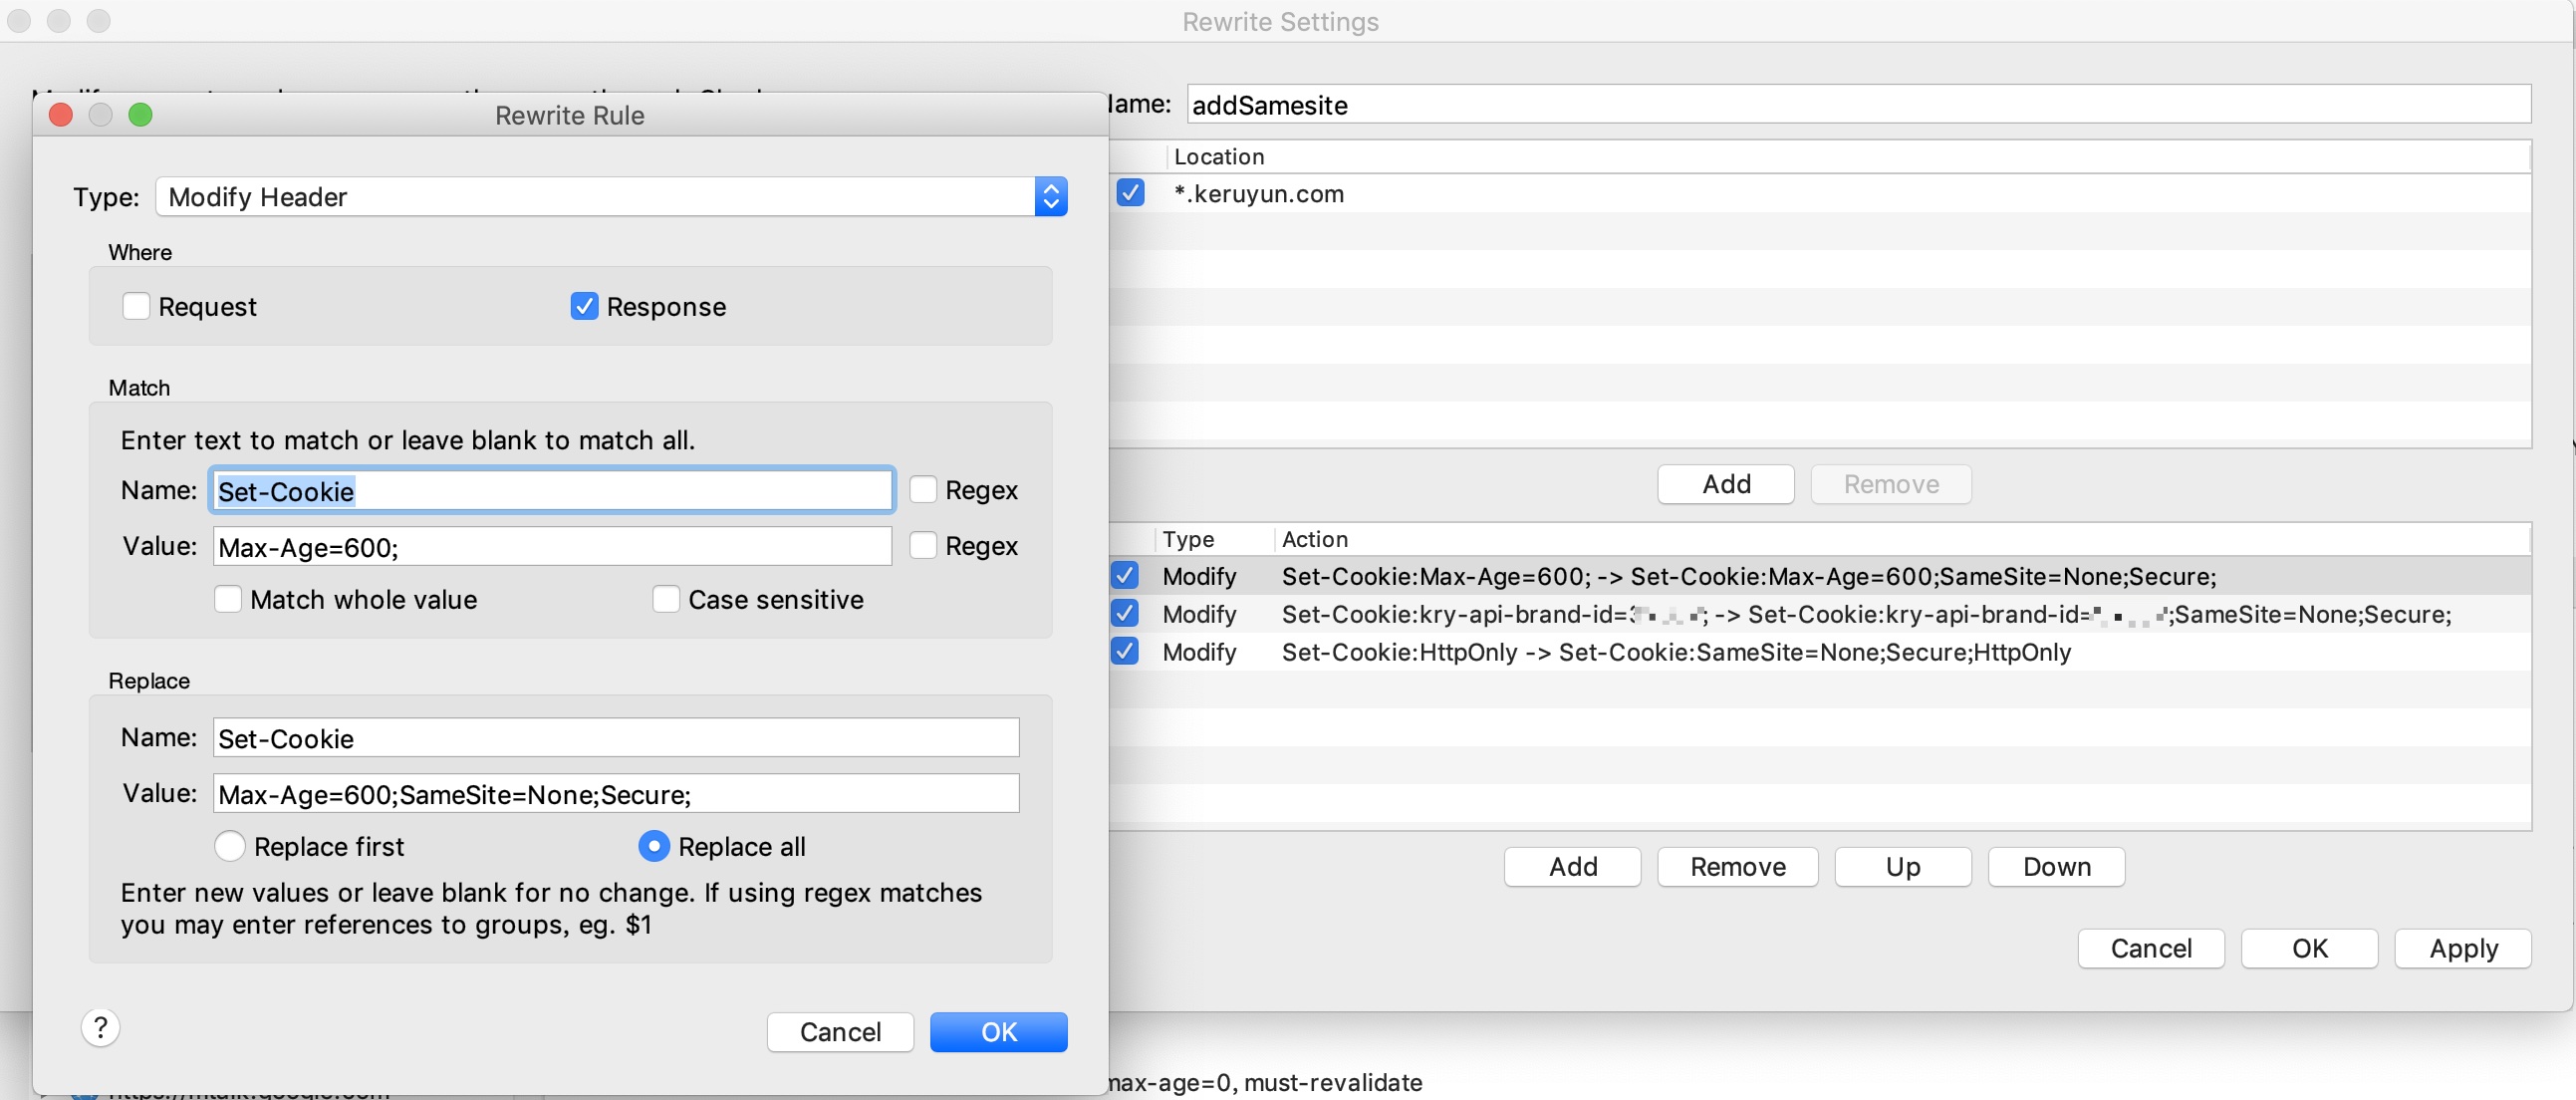 Rewrite Settings
Name:
addSamesite
Location
*.keruyun.com
Add
Remove
Type
Action
Modify
Set-Cookie:Max-Age=600; -> Set-Cookie:Max-Age=600;SameSite=None;Secure;
Modify
Set-Cookie:kry-api-brand-id= ; -> Set-Cookie:kry-api-brand-id= ;SameSite=None;Secure;
Modify
Set-Cookie:HttpOnly -> Set-Cookie:SameSite=None;Secure;HttpOnly
Add
Remove
Up
Down
Cancel
OK
Apply
Rewrite Rule
Type:
Modify Header
Where
Request
Response
Match
Enter text to match or leave blank to match all.
Name:
Set-Cookie
Regex
Value:
Max-Age=600;
Regex
Match whole value
Case sensitive
Replace
Name:
Set-Cookie
Value:
Max-Age=600;SameSite=None;Secure;
Replace first
Replace all
Enter new values or leave blank for no change. If using regex matches
you may enter references to groups, eg. $1
?
Cancel
OK
max-age=0, must-revalidate